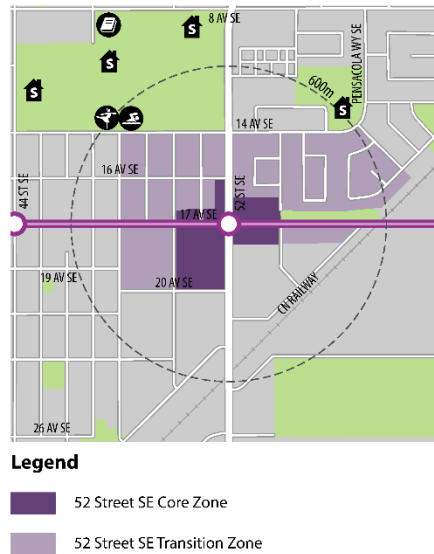 8 AV SE
S
S
S
S
PENSACOLA WY SE
600m
14 AV SE
16 AV SE
44 ST SE
17 AV SE
52 ST SE
19 AV SE
20 AV SE
CN RAILWAY
26 AV SE
Legend
52 Street SE Core Zone
52 Street SE Transition Zone